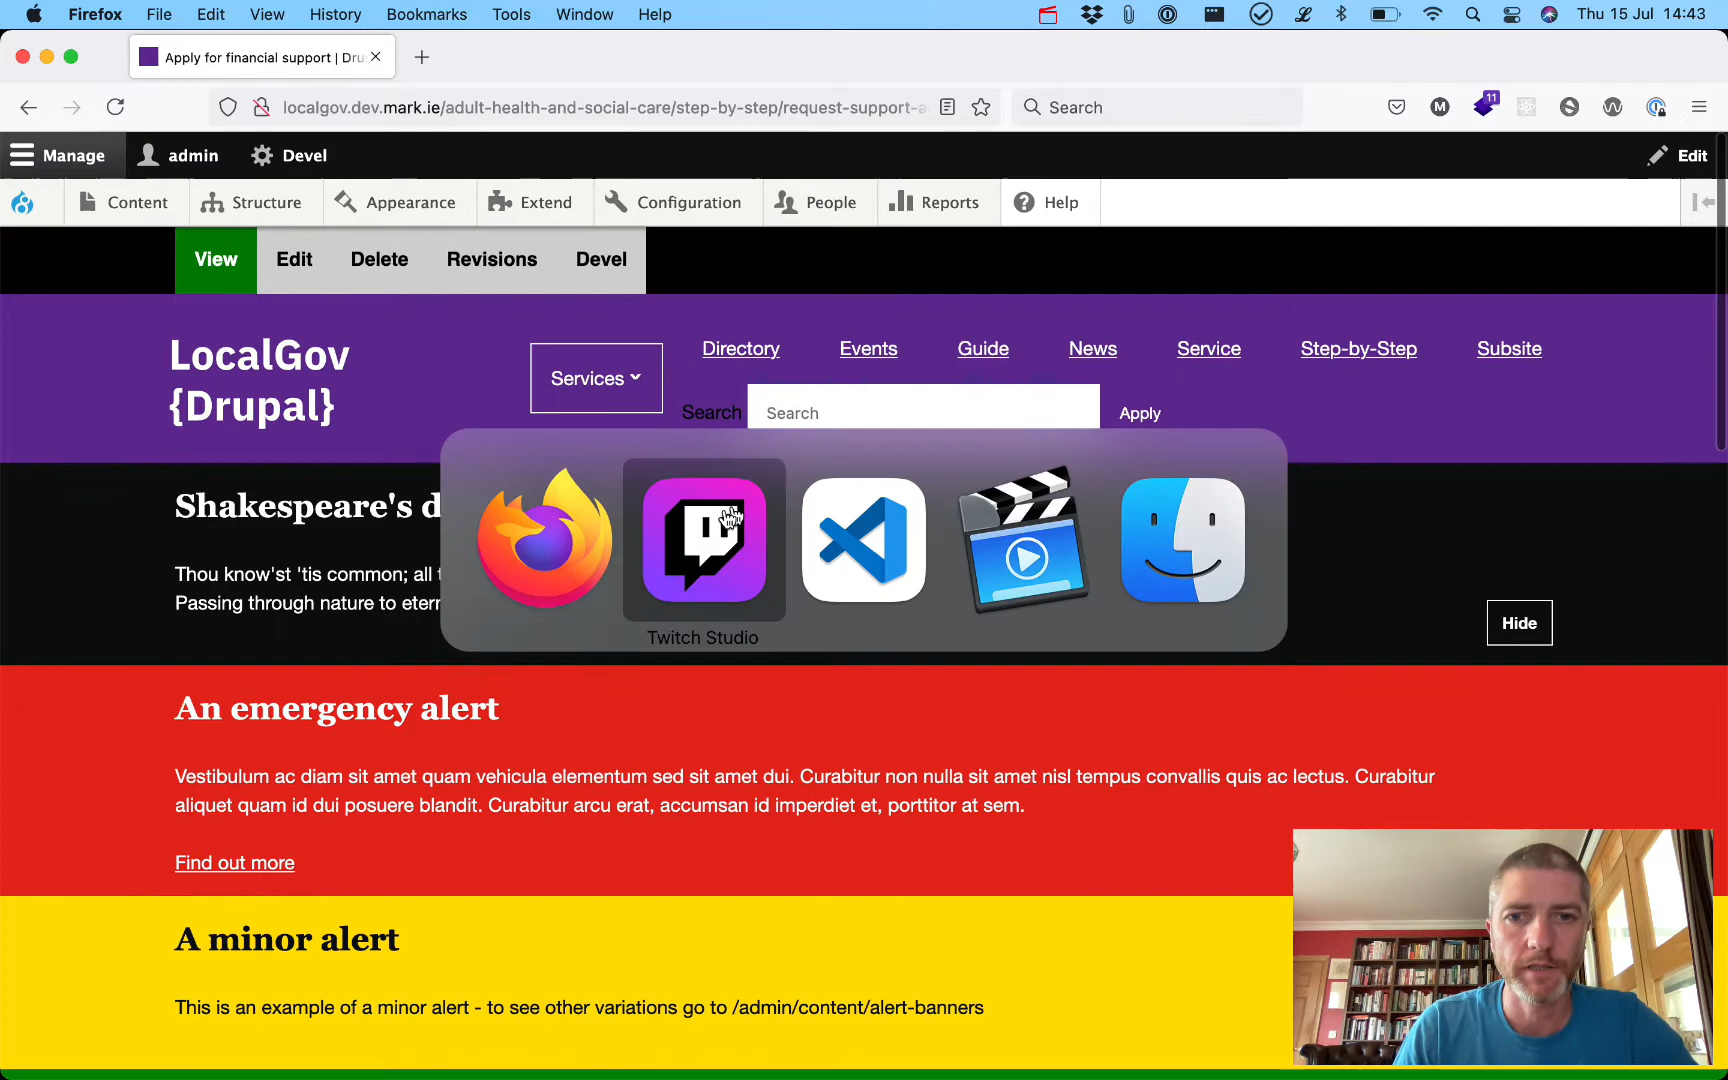 Firefox File Edit View History Bookmarks Tools Window Help Thu 15 Jul 14:43
Apply for financial support | Dru
localgov.dev.mark.ie/adult-health-and-social-care/step-by-step/request-support-a
Search
M
11
Manage admin Devel Edit
Content Structure Appearance Extend Configuration People Reports Help
View Edit Delete Revisions Devel
LocalGov
{Drupal}
Services
Directory Events Guide News Service Step-by-Step Subsite
Search Search Apply
Shakespeare's d
Thou know'st 'tis common; all t
Passing through nature to eterr
Hide
Twitch Studio
An emergency alert
Vestibulum ac diam sit amet quam vehicula elementum sed sit amet dui. Curabitur non nulla sit amet nisl tempus convallis quis ac lectus. Curabitur
aliquet quam id dui posuere blandit. Curabitur arcu erat, accumsan id imperdiet et, porttitor at sem.
Find out more
A minor alert
This is an example of a minor alert - to see other variations go to /admin/content/alert-banners